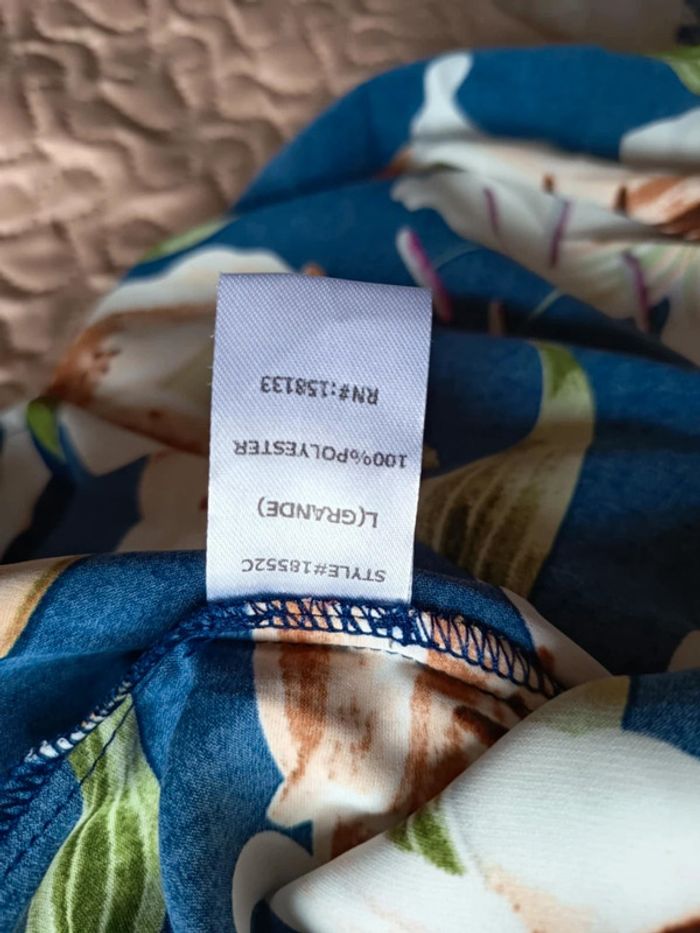 STYLE#18552C
L(GRANDE)
100%POLYESTER
RN#:158133